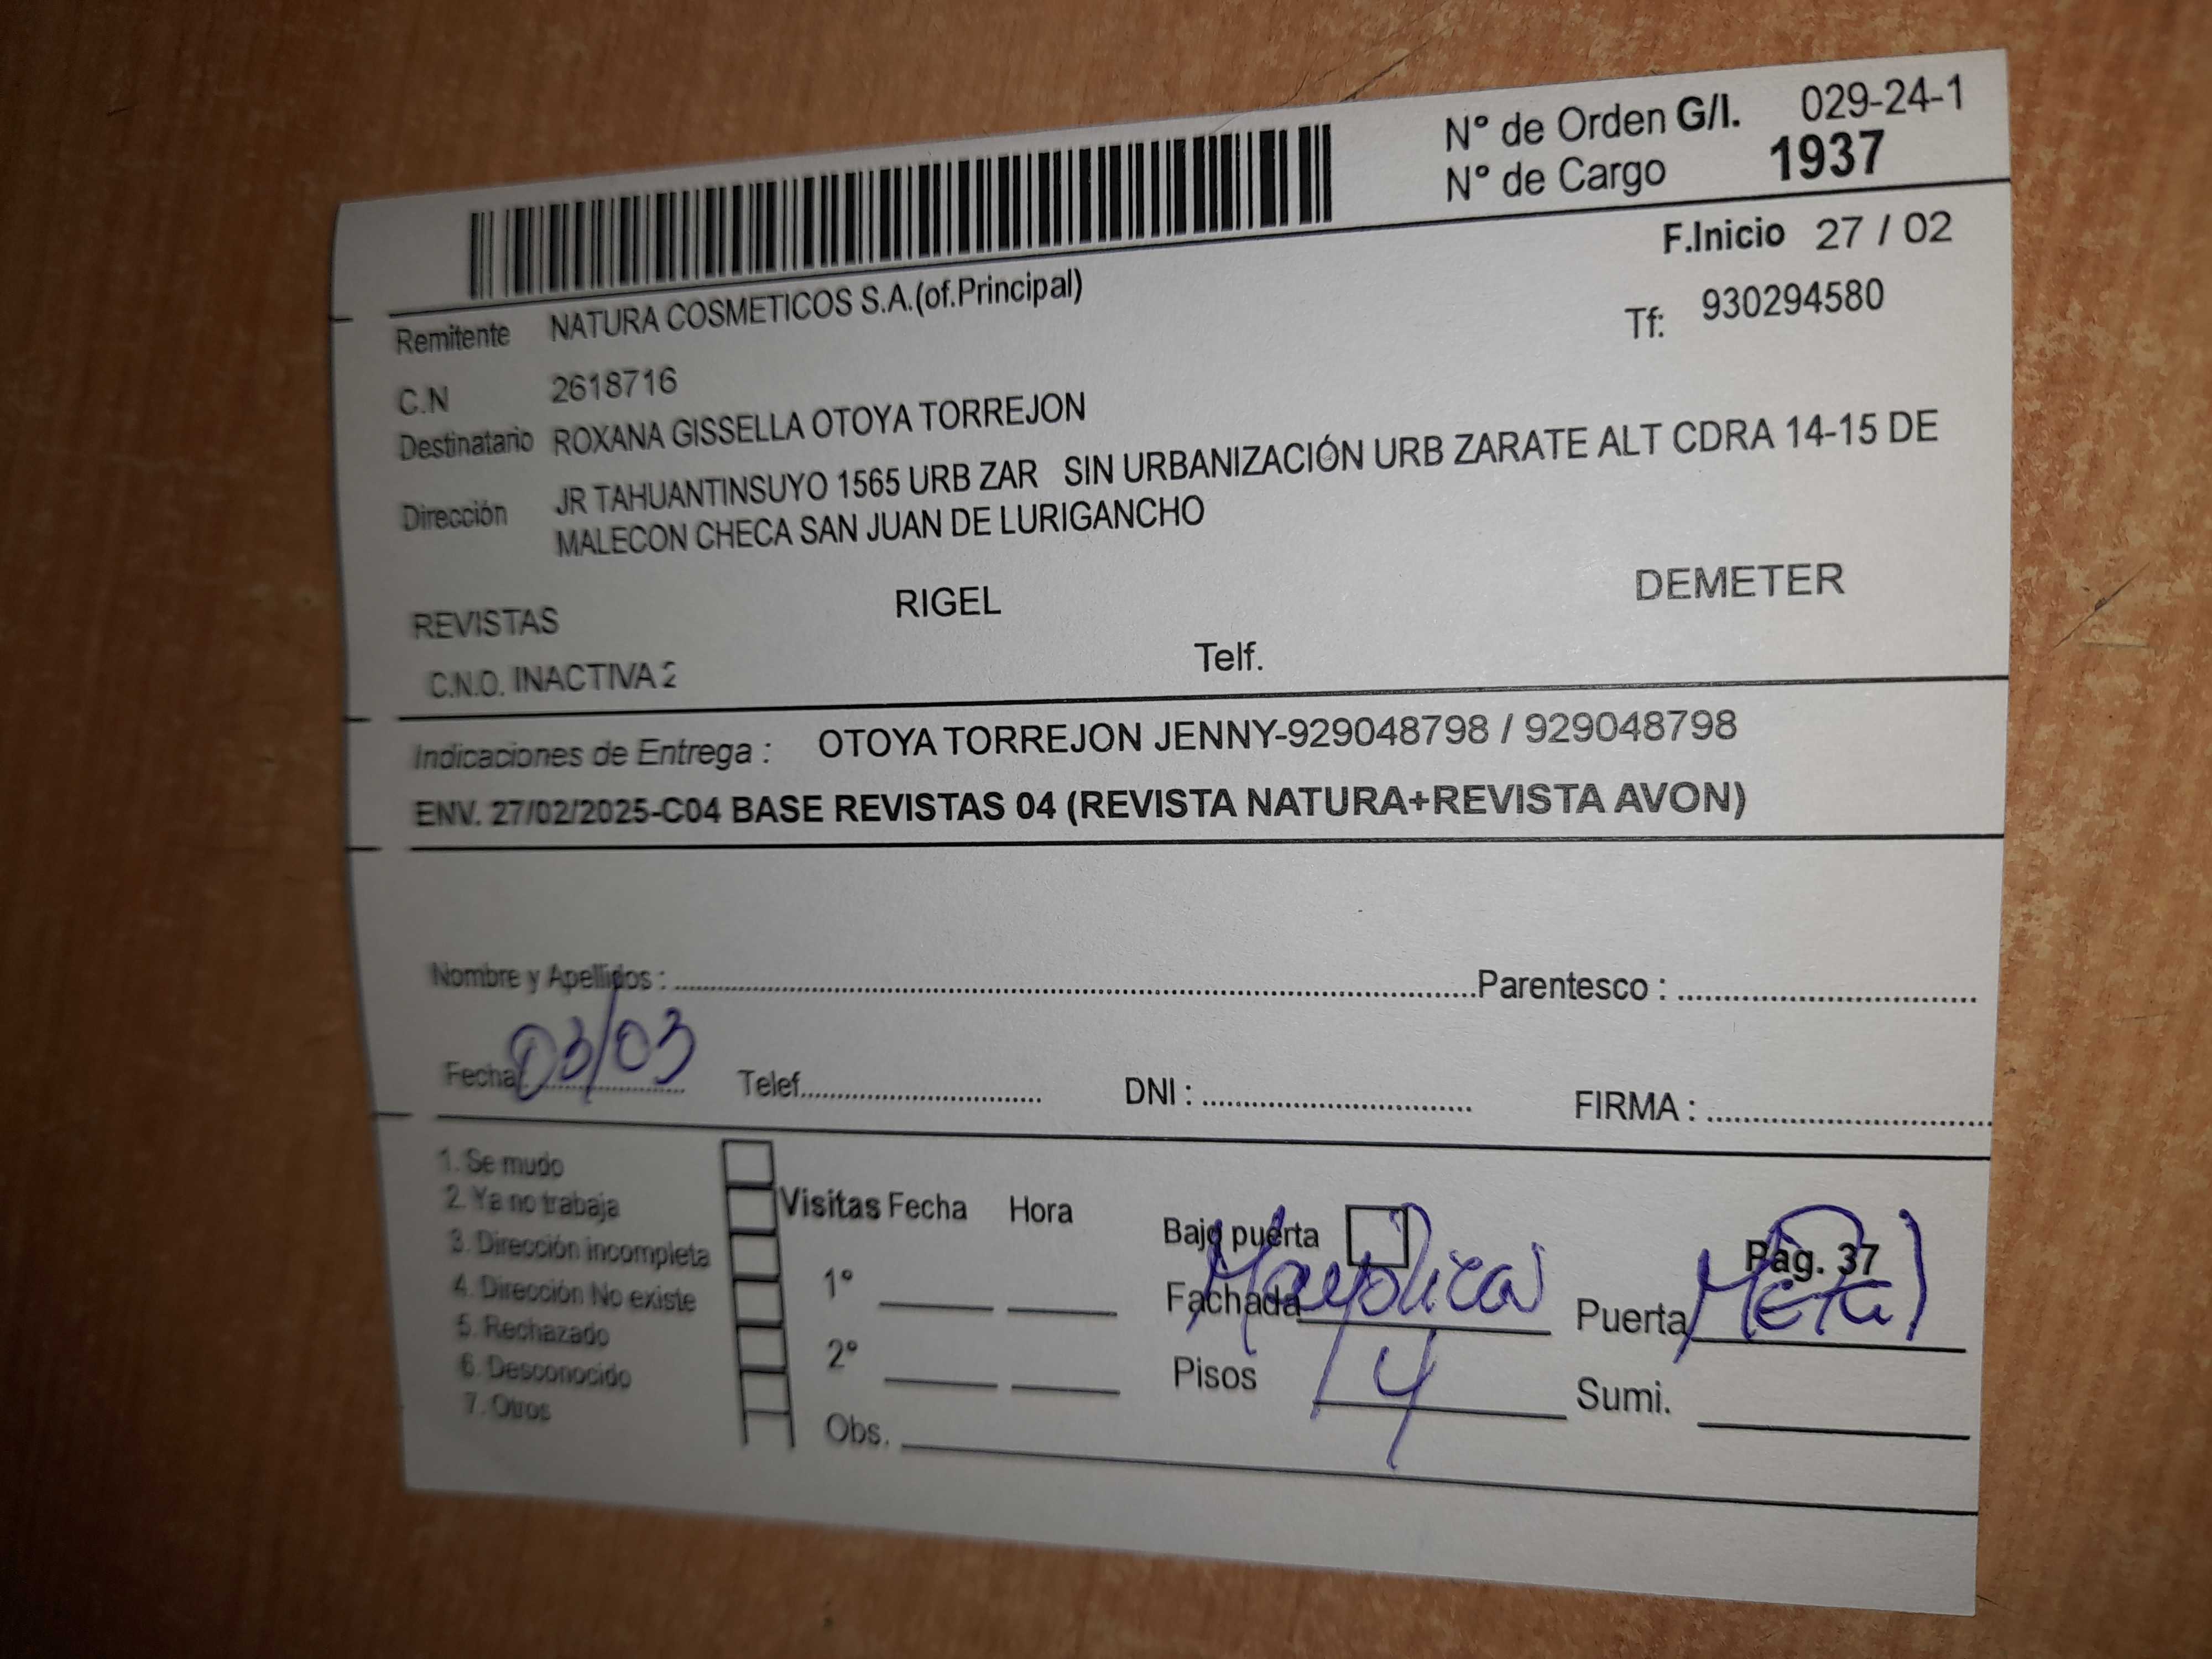 N° de Orden G/I. 029-24-1
N° de Cargo 1937
F.Inicio 27 / 02
Remitente NATURA COSMETICOS S.A.(of.Principal)
Tf: 930294580
C.N 2618716
Destinatario ROXANA GISSELLA OTOYA TORREJON
Dirección JR TAHUANTINSUYO 1565 URB ZAR SIN URBANIZACIÓN URB ZARATE ALT CDRA 14-15 DE
MALECON CHECA SAN JUAN DE LURIGANCHO
REVISTAS RIGEL DEMETER
C.N.O. INACTIVA 2 Telf.
Indicaciones de Entrega : OTOYA TORREJON JENNY-929048798 / 929048798
ENV. 27/02/2025-C04 BASE REVISTAS 04 (REVISTA NATURA+REVISTA AVON)
Nombre y Apellidos : Parentesco :
Fecha: 03/03 Telef. DNI : FIRMA :
1. Se mudo
2. Ya no trabaja
3. Dirección incompleta
4. Dirección No existe
5. Rechazado
6. Desconocido
7. Otros
Visitas Fecha Hora
1°
2°
Obs.
Bajo puerta
Pág. 37
Fachada Mayolica Puerta Metal
Pisos 4 Sumi.